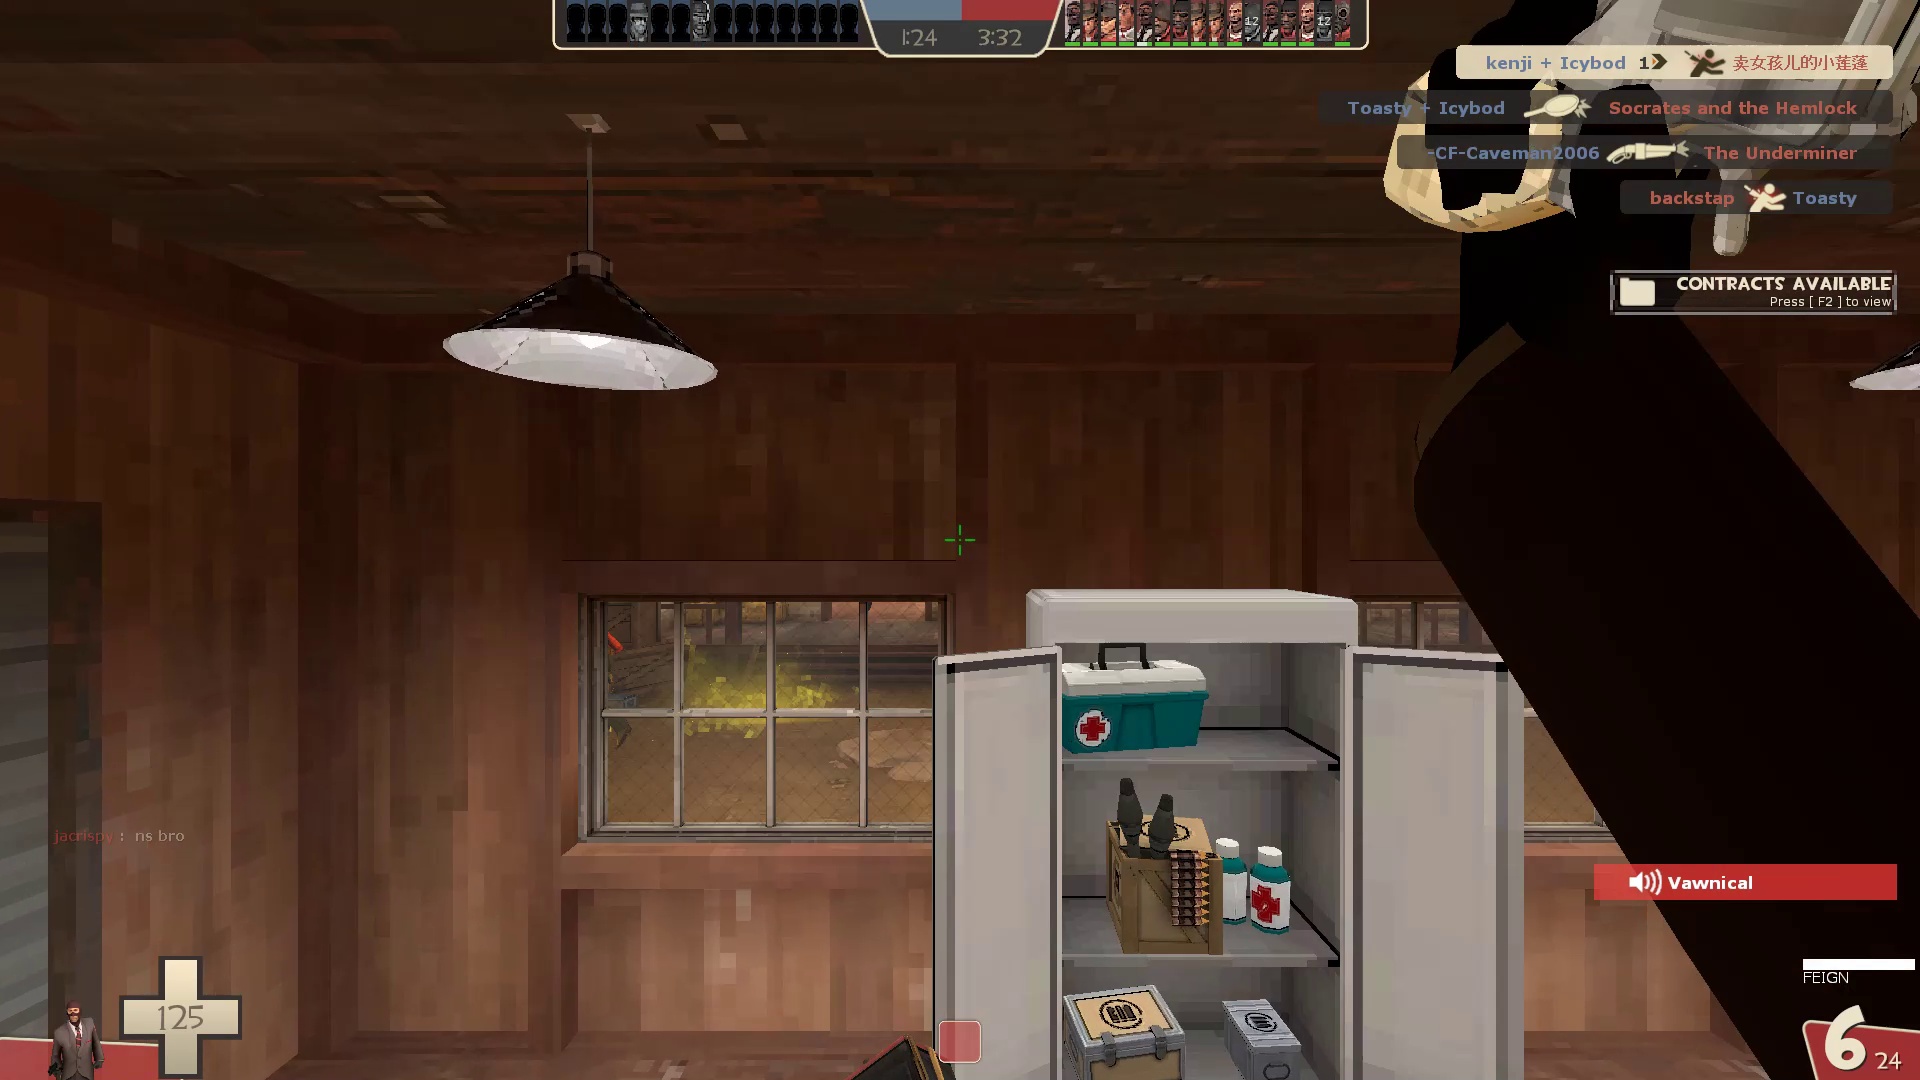 1:24 3:32
12 12
kenji + Icybod 1 卖女孩儿的小莲蓬
Toasty + Icybod Socrates and the Hemlock
-CF-Caveman2006 The Underminer
backstap Toasty
CONTRACTS AVAILABLE
Press [ F2 ] to view
jacrispy : ns bro
Vawnical
125
FEIGN
6 24